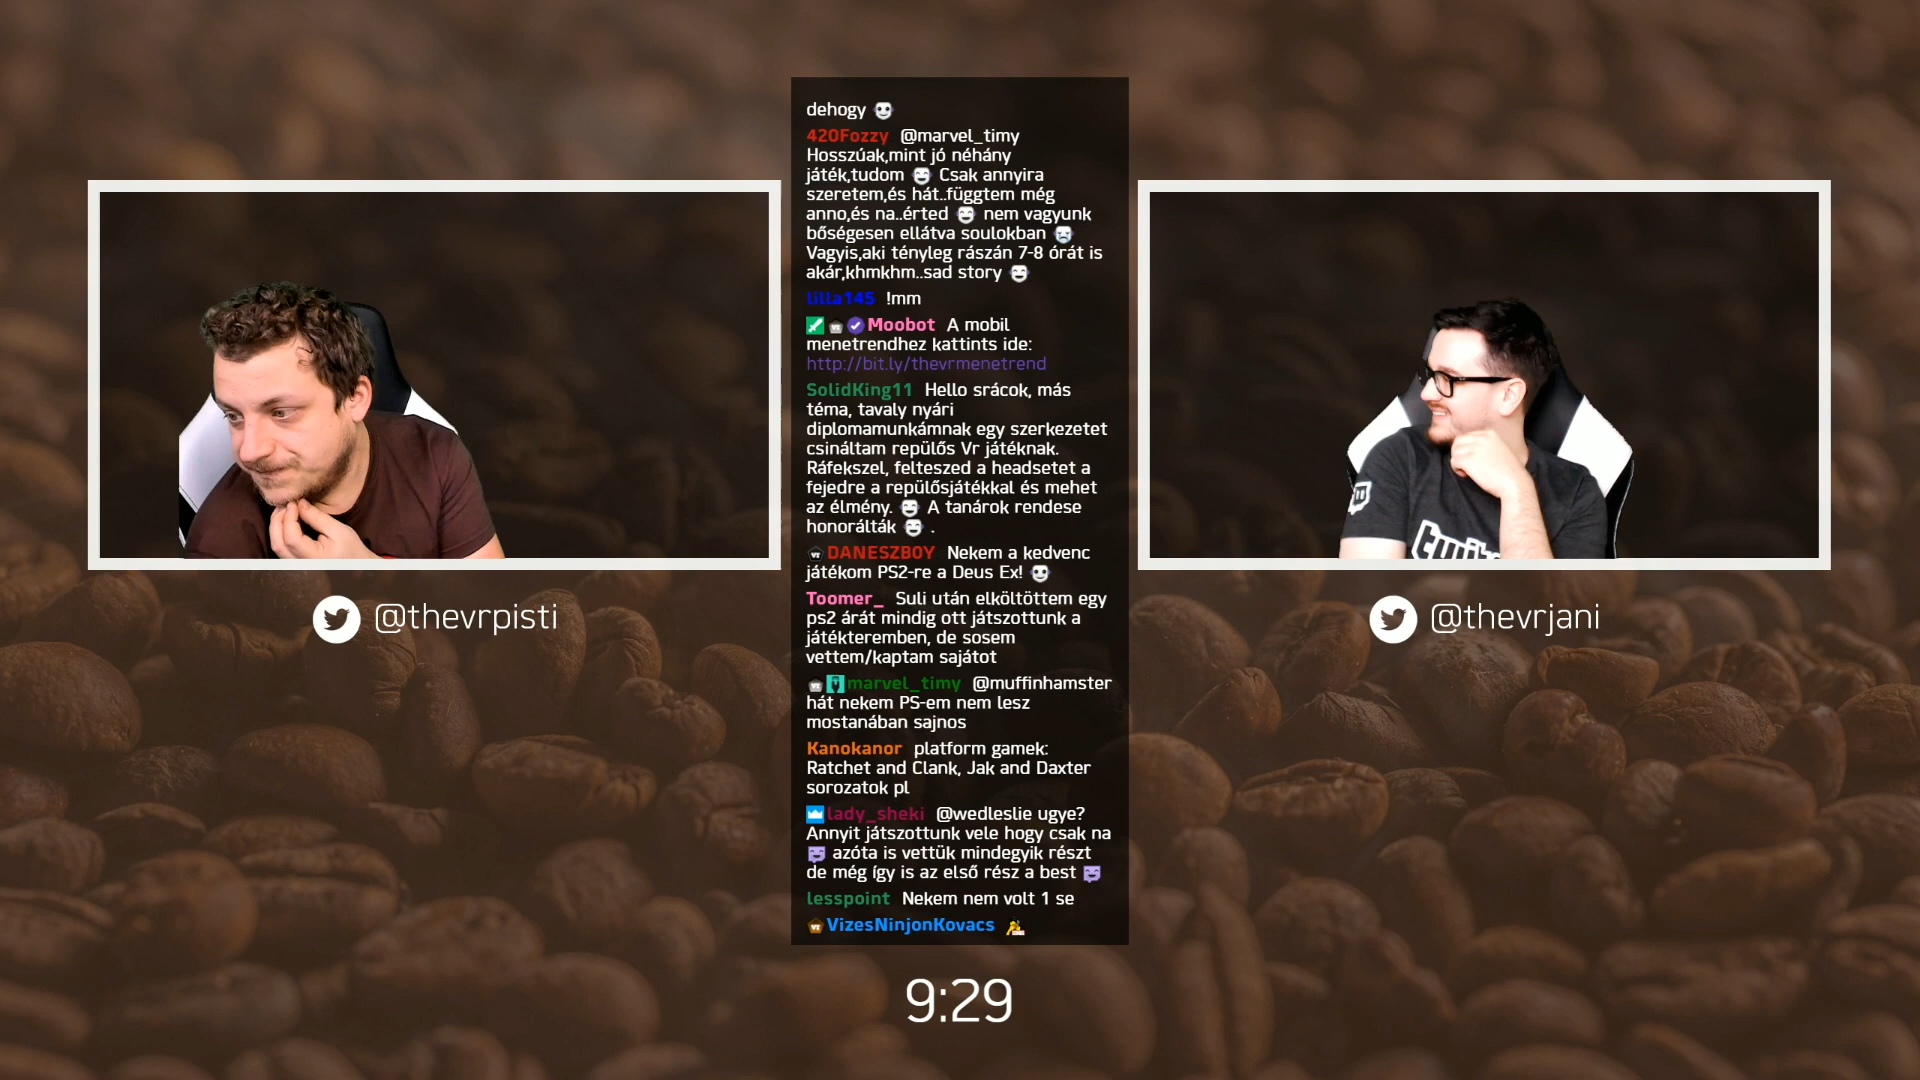 dehogy
420Fozzy @marvel_timy
Hosszúak,mint jó néhány
játék,tudom Csak annyira
szeretem,és hát..függtem még
anno,és na..érted nem vagyunk
bőségesen ellátva soulokban
Vagyis,aki tényleg rászán 7-8 órát is
akár,khmkhm..sad story
lilla145 !mm
Moobot A mobil
menetrendhez kattints ide:
http://bit.ly/thevrmenetrend
SolidKing11 Hello srácok, más
téma, tavaly nyári
diplomamunkámnak egy szerkezetet
csináltam repülős Vr játéknak.
Ráfekszel, felteszed a headsetet a
fejedre a repülősjátékkal és mehet
az élmény. A tanárok rendese
honorálták .
DANESZBOY Nekem a kedvenc
játékom PS2-re a Deus Ex!
Toomer_ Suli után elköltöttem egy
ps2 árát mindig ott játszottunk a
játékteremben, de sosem
vettem/kaptam sajátot
marvel_timy @muffinhamster
hát nekem PS-em nem lesz
mostanában sajnos
Kanokanor platform gamek:
Ratchet and Clank, Jak and Daxter
sorozatok pl
lady_sheki @wedleslie ugye?
Annyit játszottunk vele hogy csak na
azóta is vettük mindegyik részt
de még így is az első rész a best
lesspoint Nekem nem volt 1 se
VizesNinjonKovacs
@thevrpisti
@thevrjani
9:29